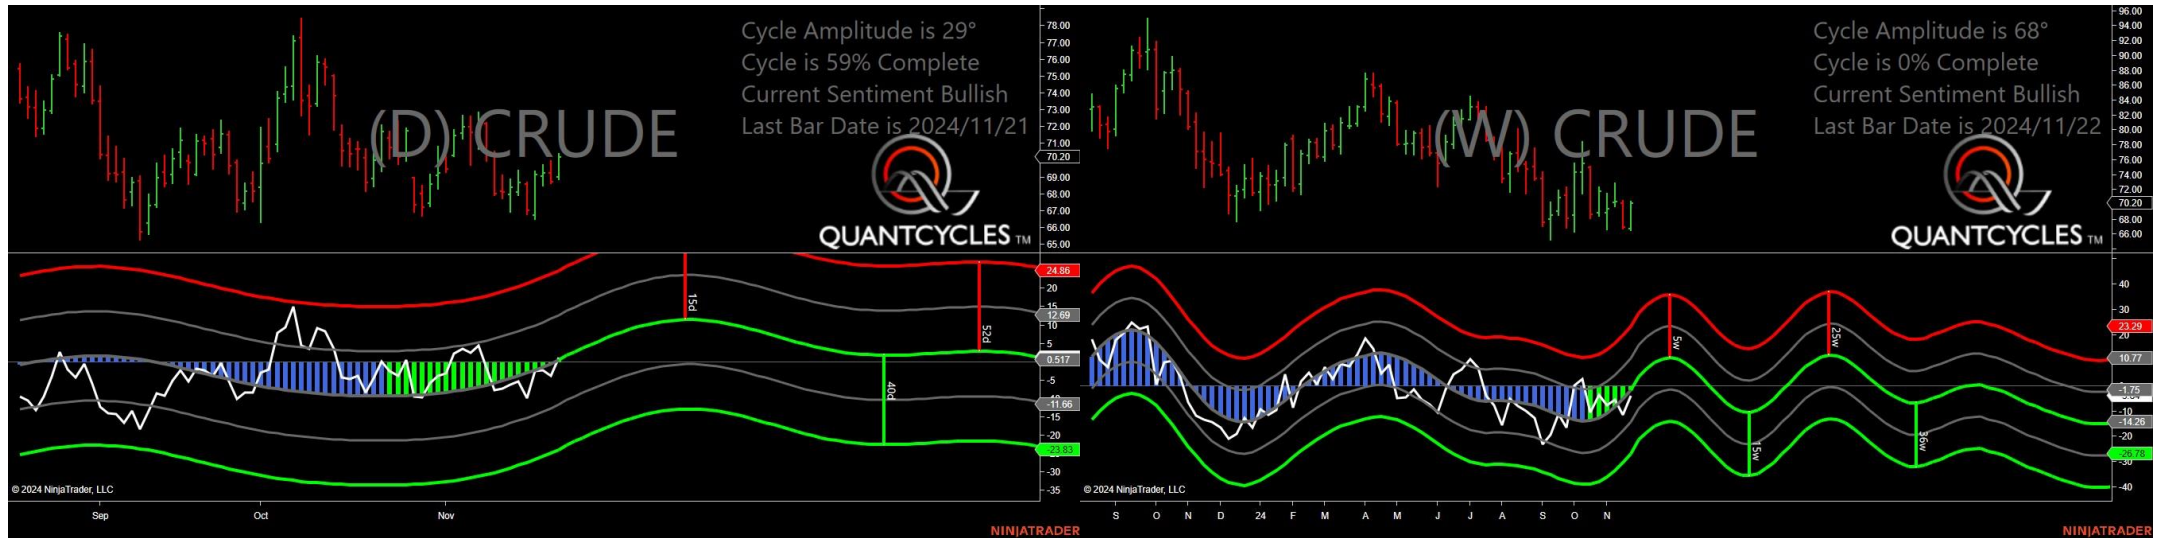 Cycle Amplitude is 29°
Cycle is 59% Complete
Current Sentiment Bullish
Last Bar Date is 2024/11/21
(D) CRUDE
QUANTCYCLES TM
78.00
77.00
76.00
75.00
74.00
73.00
72.00
71.00
70.20
69.00
68.00
67.00
66.00
65.00
24.86
20
15
12.69
10
5
0.517
-5
-11.66
-15
-20
-23.83
-30
-35
15d
40d
52d
© 2024 NinjaTrader, LLC
Sep Oct Nov
NINJATRADER
Cycle Amplitude is 68°
Cycle is 0% Complete
Current Sentiment Bullish
Last Bar Date is 2024/11/22
(W) CRUDE
QUANTCYCLES TM
96.00
94.00
92.00
90.00
88.00
86.00
84.00
82.00
80.00
78.00
76.00
74.00
72.00
70.20
68.00
66.00
40
30
23.29
20
10.77
-1.75
-10
-14.26
-20
-26.78
-30
-40
5w
15w
25w
36w
© 2024 NinjaTrader, LLC
S O N D 24 F M A M J J A S O N
NINJATRADER